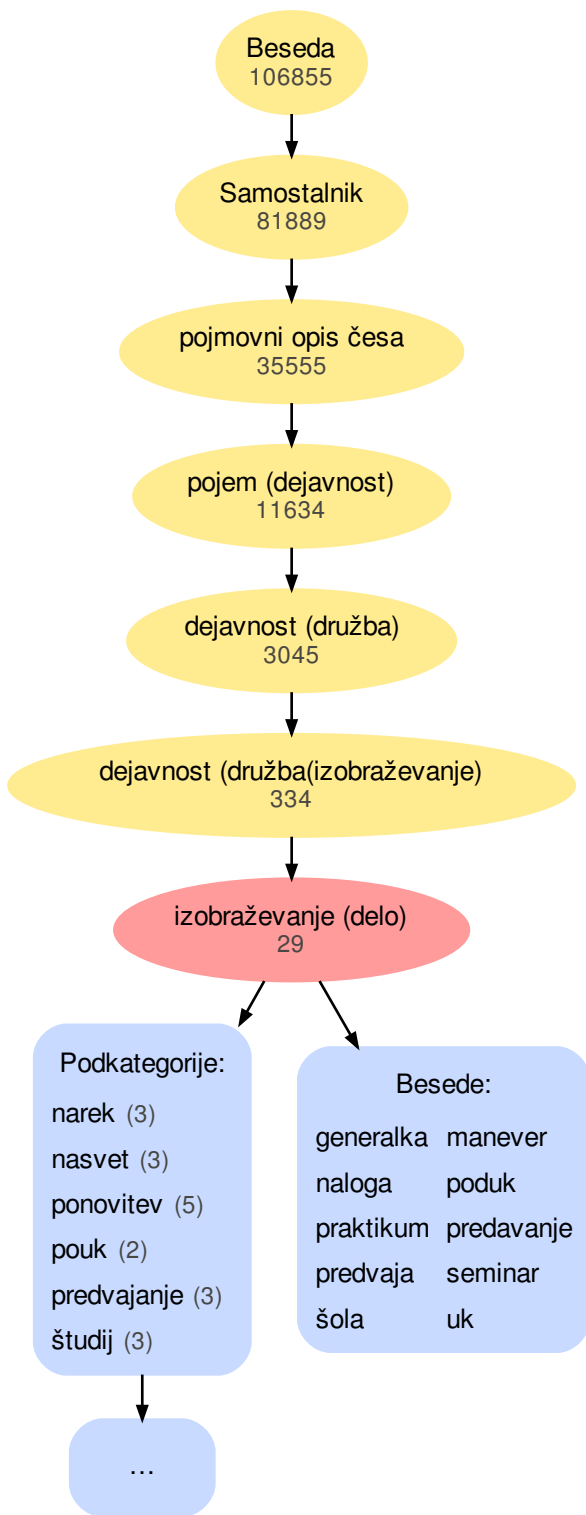 Beseda
106855
Samostalnik
81889
pojmovni opis česa
35555
pojem (dejavnost)
11634
dejavnost (družba)
3045
dejavnost (družba(izobraževanje)
334
izobraževanje (delo)
29
Podkategorije:
narek (3)
nasvet (3)
ponovitev (5)
pouk (2)
predvajanje (3)
študij (3)
...
Besede:
generalka manever
naloga poduk
praktikum predavanje
predvaja seminar
šola uk